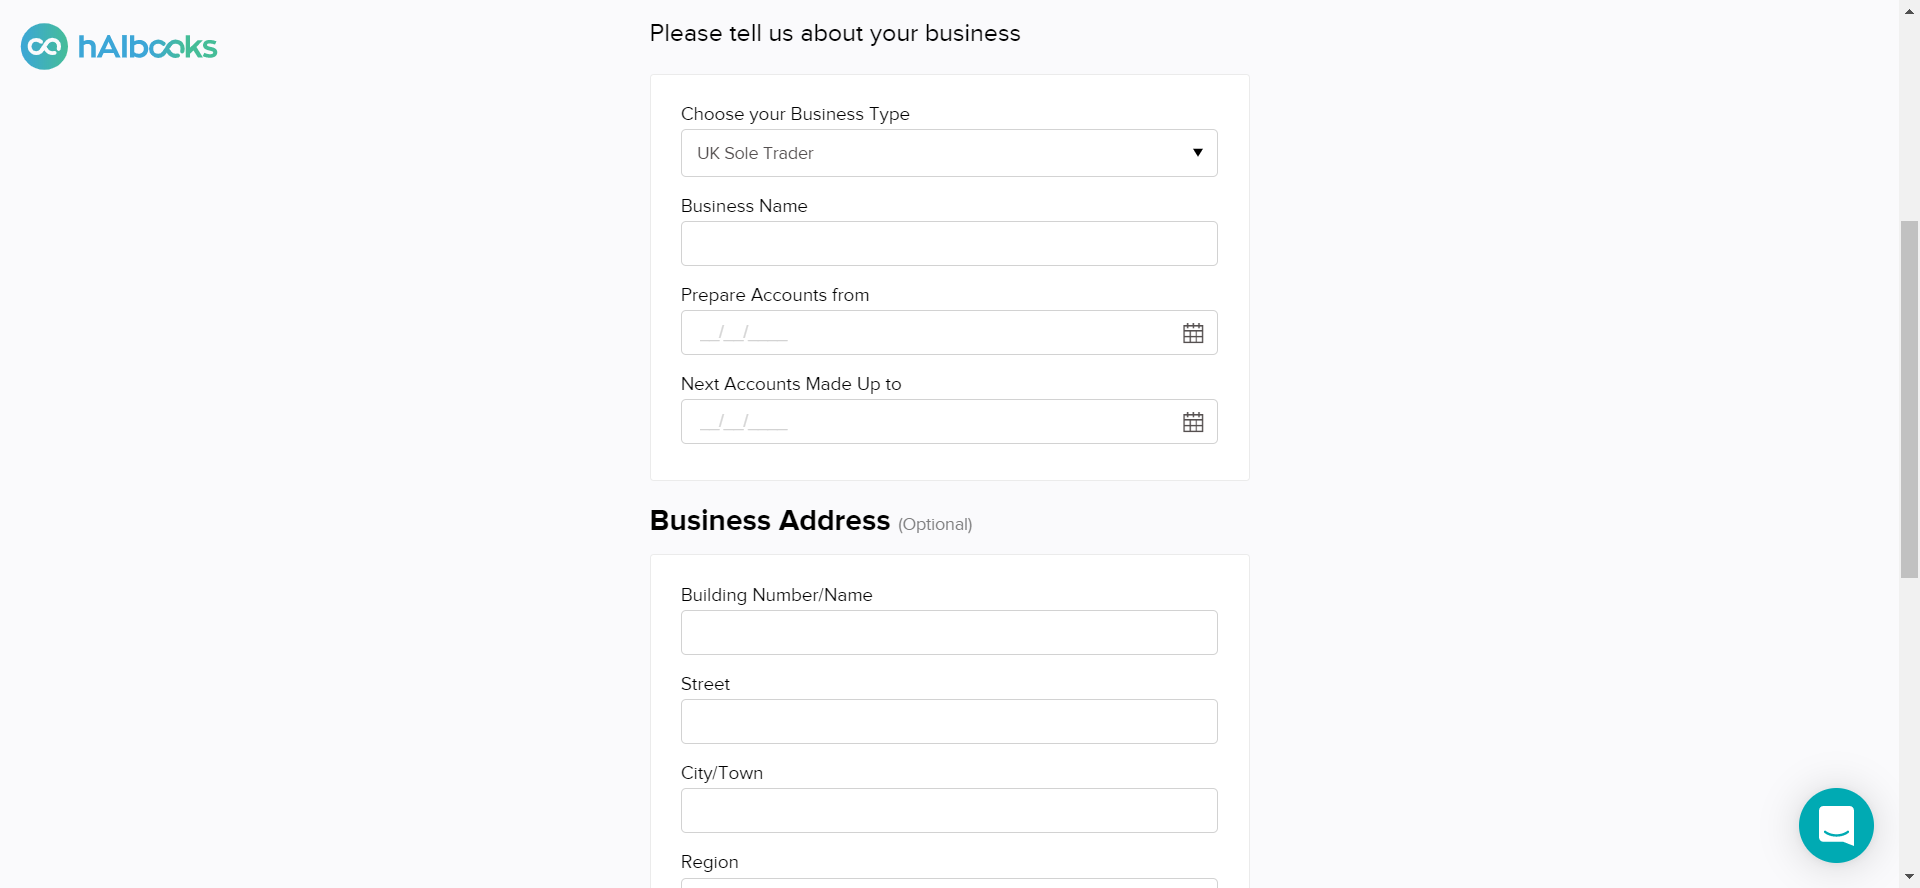 hAIbooks
Please tell us about your business
Choose your Business Type
UK Sole Trader
Business Name
Prepare Accounts from
__/__/____
Next Accounts Made Up to
__/__/____
Business Address (Optional)
Building Number/Name
Street
City/Town
Region